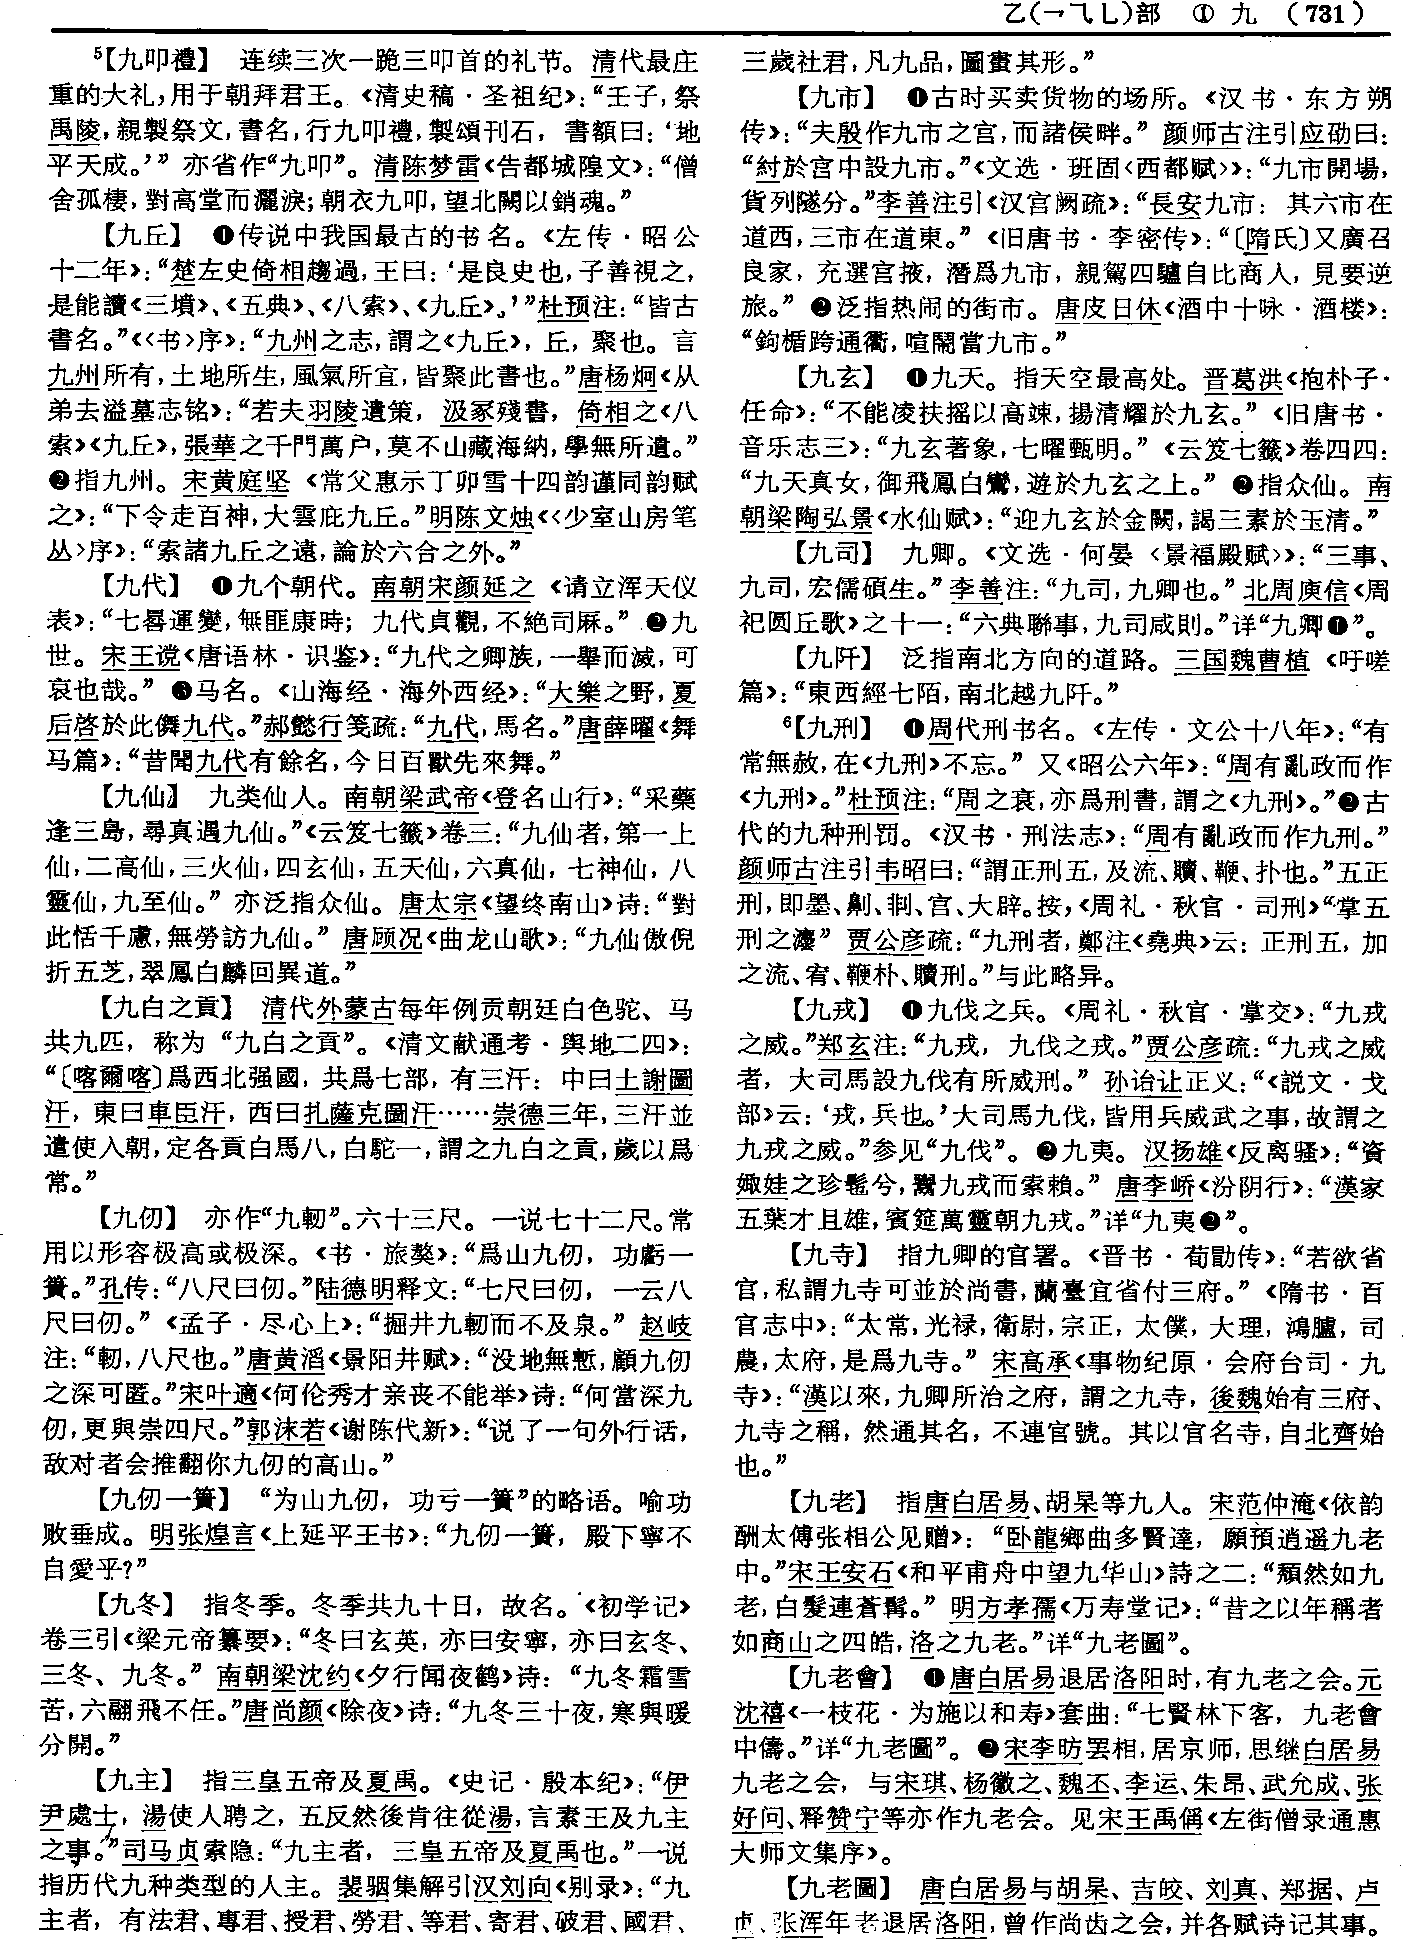 乙(㇀⺄乚)部 ① 九 (731)
⁵【九叩禮】 连续三次一跪三叩首的礼节。清代最庄
重的大礼,用于朝拜君王。《清史稿·圣祖纪》:“壬子,祭
禹陵,親製祭文,書名,行九叩禮,製頌刊石, 書額曰:‘地
平天成。’” 亦省作“九叩”。清陈梦雷《告都城隍文》:“僧
舍孤棲,對高堂而灑淚;朝衣九叩,望北闕以銷魂。”
【九丘】 ❶传说中我国最古的书名。《左传·昭公
十二年》:“楚左史倚相趨過,王曰:‘是良史也,子善視之,
是能讀《三墳》、《五典》、《八索》、《九丘》。’”杜预注:“皆古
書名。”《〈书〉序》:“九州之志,謂之《九丘》,丘,聚也。言
九州所有,土地所生,風氣所宜,皆聚此書也。”唐杨炯《从
弟去溢墓志铭》:“若夫羽陵遺策, 汲冢殘書, 倚相之《八
索》《九丘》,張華之千門萬户,莫不山藏海納,學無所遺。”
❷指九州。宋黄庭坚《常父惠示丁卯雪十四韵谨同韵赋
之》:“下令走百神,大雲庇九丘。”明陈文烛《〈少室山房笔
丛〉序》:“索諸九丘之遠,論於六合之外。”
【九代】 ❶九个朝代。南朝宋颜延之《请立浑天仪
表》:“七晷運變,無匪康時; 九代貞觀,不絶司厤。” ❷九
世。宋王谠《唐语林·识鉴》:“九代之卿族,一舉而滅,可
哀也哉。” ❸马名。《山海经·海外西经》:“大樂之野,夏
后啓於此儛九代。”郝懿行笺疏:“九代,馬名。”唐薛曜《舞
马篇》:“昔聞九代有餘名,今日百獸先來舞。”
【九仙】 九类仙人。南朝梁武帝《登名山行》:“采藥
逢三島,尋真遇九仙。”《云笈七籤》卷三:“九仙者,第一上
仙,二高仙,三火仙,四玄仙,五天仙,六真仙,七神仙,八
靈仙,九至仙。” 亦泛指众仙。唐太宗《望终南山》诗:“對
此恬千慮,無勞訪九仙。” 唐顾况《曲龙山歌》:“九仙傲倪
折五芝,翠鳳白麟回異道。”
【九白之貢】 清代外蒙古每年例贡朝廷白色驼、马
共九匹, 称为 “九白之貢”。《清文献通考·舆地二四》:
“〔喀爾喀〕爲西北强國,共爲七部,有三汗: 中曰土謝圖
汗,東曰車臣汗,西曰扎薩克圖汗……崇德三年,三汗並
遣使入朝,定各貢白馬八,白駝一,謂之九白之貢,歲以爲
常。”
【九仞】 亦作“九軔”。六十三尺。一说七十二尺。常
用以形容极高或极深。《书·旅獒》:“爲山九仞, 功虧一
簣。”孔传:“八尺曰仞。”陆德明释文:“七尺曰仞, 一云八
尺曰仞。” 《孟子·尽心上》:“掘井九軔而不及泉。” 赵岐
注:“軔,八尺也。”唐黄滔《景阳井赋》:“没地無慙,顧九仞
之深可匿。”宋叶適《何伦秀才亲丧不能举》诗:“何當深九
仞,更與崇四尺。”郭沫若《谢陈代新》:“说了一句外行话,
敌对者会推翻你九仞的高山。”
【九仞一簣】 “为山九仞,功亏一簣”的略语。喻功
败垂成。明张煌言《上延平王书》:“九仞一簣, 殿下寧不
自愛乎?”
【九冬】 指冬季。冬季共九十日,故名。《初学记》
卷三引《梁元帝纂要》:“冬曰玄英,亦曰安寧,亦曰玄冬、
三冬、九冬。” 南朝梁沈约《夕行闻夜鹤》诗: “九冬霜雪
苦,六翮飛不任。”唐尚颜《除夜》诗:“九冬三十夜,寒與暖
分開。”
【九主】 指三皇五帝及夏禹。《史记·殷本纪》:“伊
尹處士,湯使人聘之,五反然後肯往從湯,言素王及九主
之事。”司马贞索隐:“九主者, 三皇五帝及夏禹也。”一说
指历代九种类型的人主。裴骃集解引汉刘向《别录》:“九
主者,有法君、專君、授君、勞君、等君、寄君、破君、國君、
三歲社君,凡九品,圖畫其形。”
【九市】 ❶古时买卖货物的场所。《汉书·东方朔
传》:“夫殷作九市之宫,而諸侯畔。” 颜师古注引应劭曰:
“紂於宫中設九市。”《文选·班固〈西都赋〉》:“九市開場,
貨列隧分。”李善注引《汉宫阙疏》:“長安九市: 其六市在
道西,三市在道東。” 《旧唐书·李密传》:“〔隋氏〕又廣召
良家,充選宫掖,潛爲九市,親駕四驢自比商人,見要逆
旅。” ❷泛指热闹的街市。唐皮日休《酒中十咏·酒楼》:
“鉤楯跨通衢,喧鬧當九市。”
【九玄】 ❶九天。指天空最高处。晋葛洪《抱朴子·
任命》:“不能凌扶摇以高竦,揚清耀於九玄。” 《旧唐书·
音乐志三》:“九玄著象,七曜甄明。” 《云笈七籤》卷四四:
“九天真女,御飛鳳白鸞,遊於九玄之上。” ❷指众仙。南
朝梁陶弘景《水仙赋》:“迎九玄於金闕,謁三素於玉清。”
【九司】 九卿。《文选·何晏〈景福殿赋〉》:“三事、
九司,宏儒碩生。” 李善注:“九司,九卿也。” 北周庾信《周
祀圆丘歌》之十一:“六典聯事,九司咸則。”详“九卿❶”。
【九阡】 泛指南北方向的道路。三国魏曹植《吁嗟
篇》:“東西經七陌,南北越九阡。”
⁶【九刑】 ❶周代刑书名。《左传·文公十八年》:“有
常無赦,在《九刑》不忘。” 又《昭公六年》:“周有亂政而作
《九刑》。”杜预注:“周之衰,亦爲刑書,謂之《九刑》。”❷古
代的九种刑罚。《汉书·刑法志》:“周有亂政而作九刑。”
颜师古注引韦昭曰:“謂正刑五,及流、贖、鞭、扑也。”五正
刑,即墨、劓、剕、宫、大辟。按,《周礼·秋官·司刑》“掌五
刑之灋” 贾公彦疏:“九刑者,鄭注《堯典》云: 正刑五,加
之流、宥、鞭朴、贖刑。”与此略异。
【九戎】 ❶九伐之兵。《周礼·秋官·掌交》:“九戎
之威。”郑玄注:“九戎,九伐之戎。”贾公彦疏:“九戎之威
者,大司馬設九伐有所威刑。” 孙诒让正义:“《説文·戈
部》云:‘戎,兵也。’大司馬九伐,皆用兵威武之事,故謂之
九戎之威。”参见“九伐”。 ❷九夷。汉扬雄《反离骚》:“資
娵娃之珍髢兮,鬻九戎而索賴。” 唐李峤《汾阴行》:“漢家
五葉才且雄,賓筵萬靈朝九戎。”详“九夷❷”。
【九寺】 指九卿的官署。《晋书·荀勖传》:“若欲省
官,私謂九寺可並於尚書,蘭臺宜省付三府。” 《隋书·百
官志中》:“太常,光禄,衛尉,宗正,太僕,大理,鴻臚,司
農,太府,是爲九寺。” 宋高承《事物纪原·会府台司·九
寺》:“漢以來,九卿所治之府,謂之九寺,後魏始有三府、
九寺之稱,然通其名,不連官號。其以官名寺,自北齊始
也。”
【九老】 指唐白居易、胡杲等九人。宋范仲淹《依韵
酬太傅张相公见赠》: “卧龍鄉曲多賢達, 願預逍遥九老
中。”宋王安石《和平甫舟中望九华山》詩之二:“頹然如九
老,白髮連蒼髯。” 明方孝孺《万寿堂记》:“昔之以年稱者
如商山之四皓,洛之九老。”详“九老圖”。
【九老會】 ❶唐白居易退居洛阳时,有九老之会。元
沈禧《一枝花·为施以和寿》套曲:“七賢林下客, 九老會
中儔。”详“九老圖”。 ❷宋李昉罢相,居京师,思继白居易
九老之会, 与宋琪、杨徽之、魏丕、李运、朱昂、武允成、张
好问、释赞宁等亦作九老会。见宋王禹偁《左街僧录通惠
大师文集序》。
【九老圖】 唐白居易与胡杲、吉皎、刘真、郑据、卢
贞、张浑年老退居洛阳,曾作尚齿之会,并各赋诗记其事。